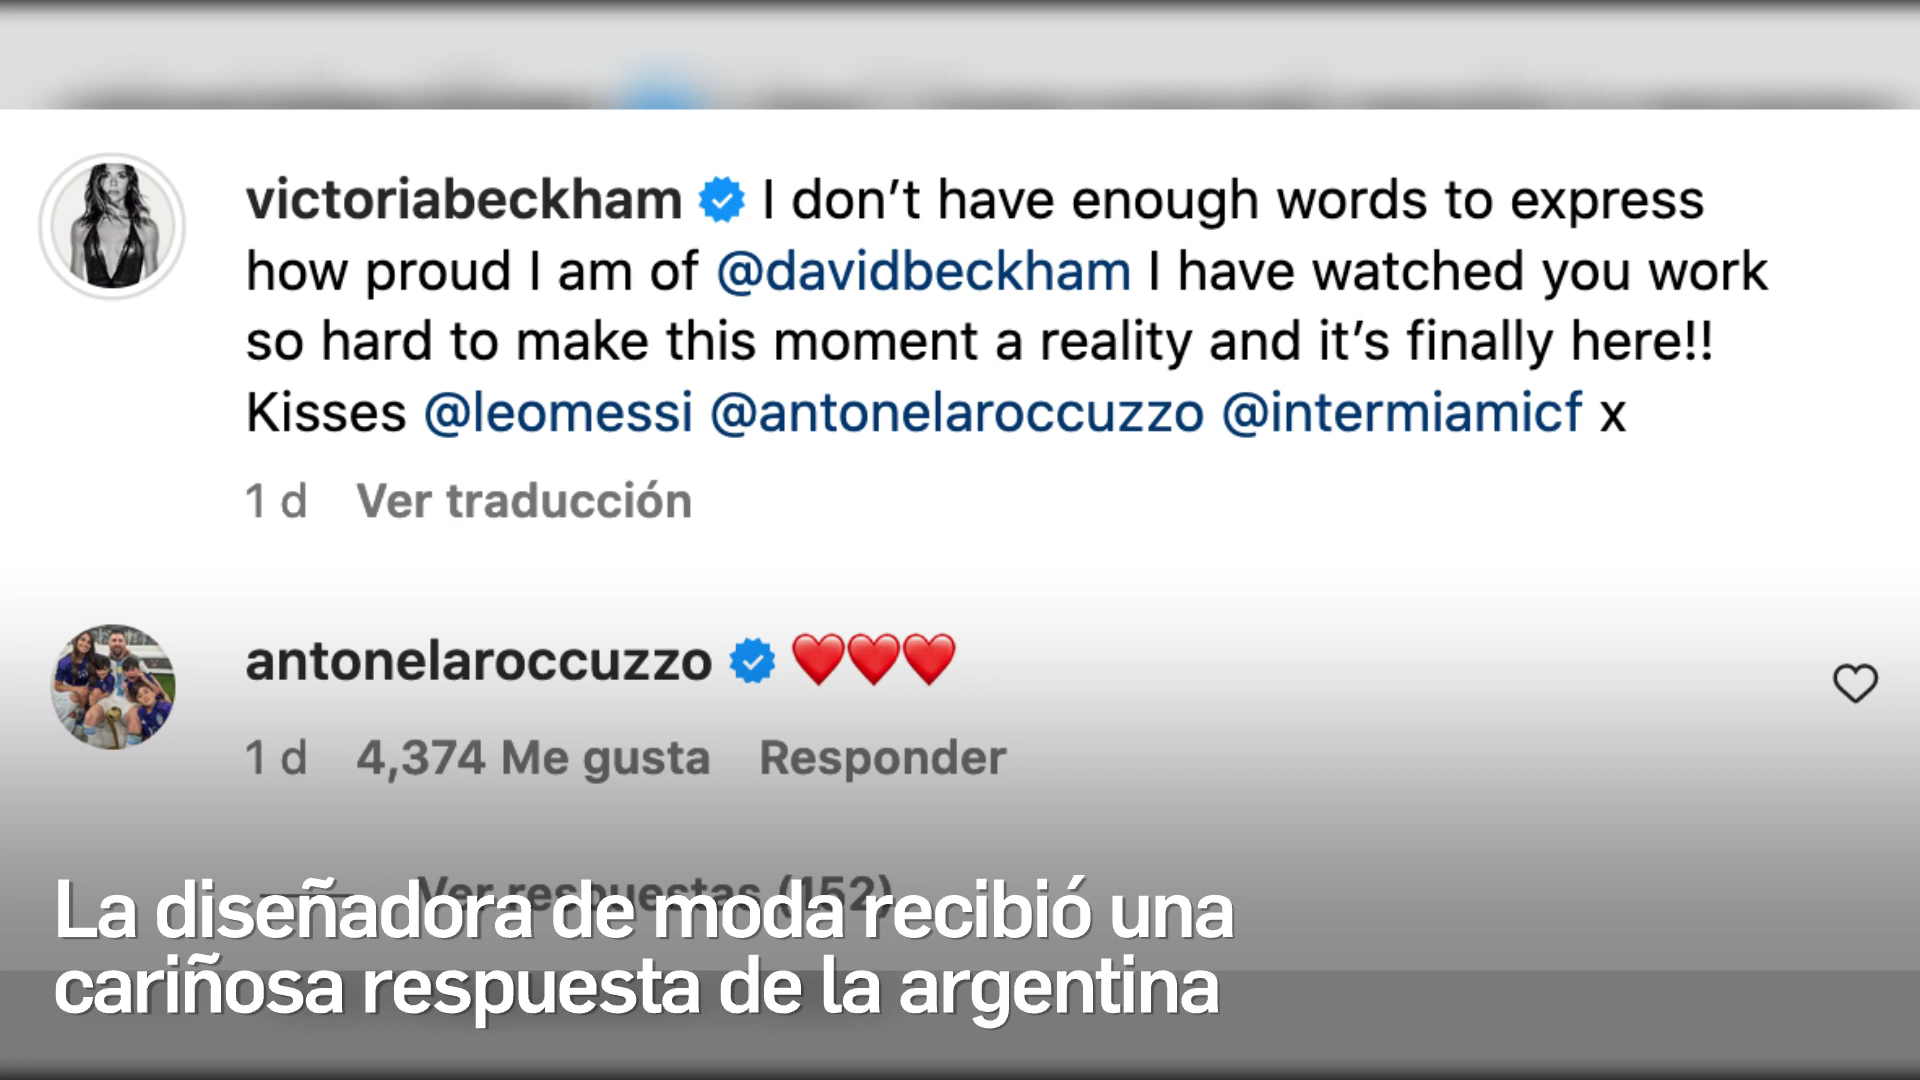 victoriabeckham I don’t have enough words to express
how proud I am of @davidbeckham I have watched you work
so hard to make this moment a reality and it’s finally here!!
Kisses @leomessi @antonelaroccuzzo @intermiamicf x
1 d Ver traducción
antonelaroccuzzo ❤️❤️❤️
1 d 4,374 Me gusta Responder
Ver respuestas (152)
La diseñadora de moda recibió una
cariñosa respuesta de la argentina